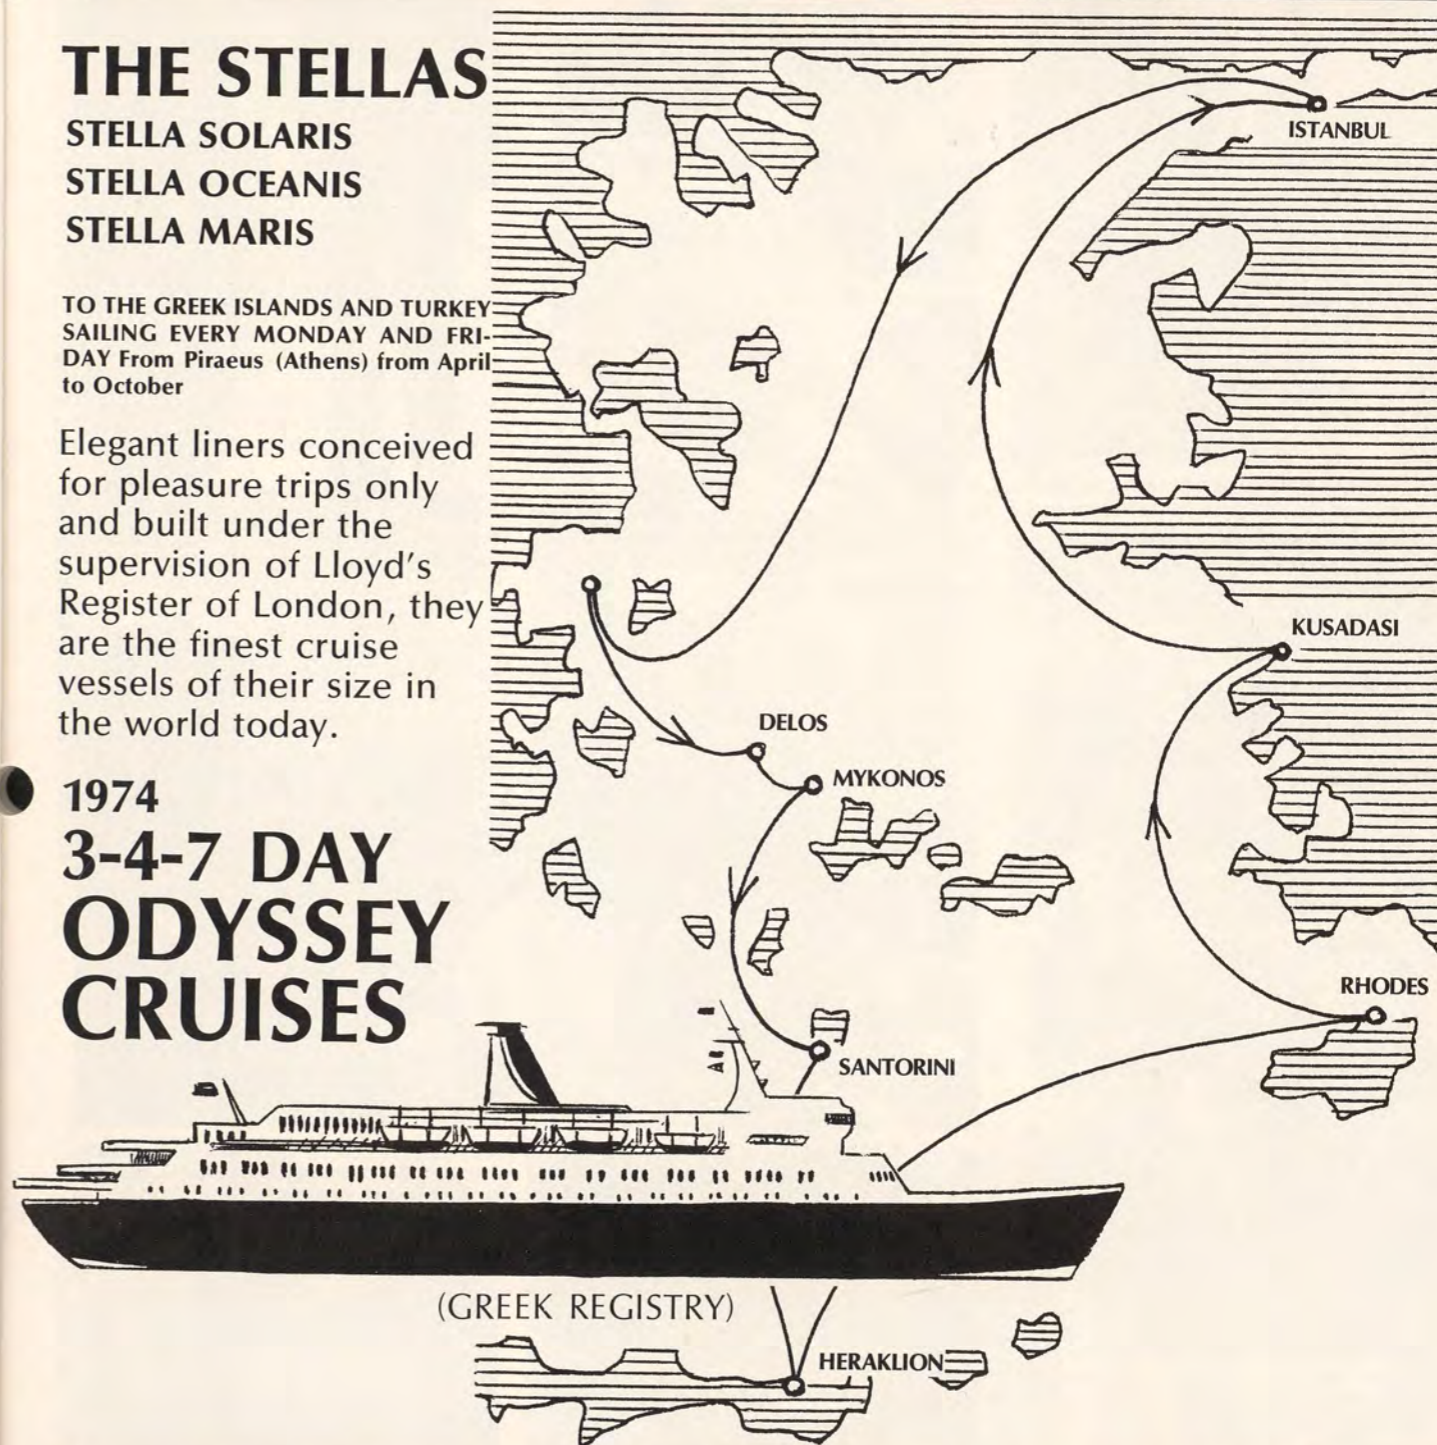 THE STELLAS
STELLA SOLARIS
STELLA OCEANIS
STELLA MARIS
TO THE GREEK ISLANDS AND TURKEY
SAILING EVERY MONDAY AND FRI-
DAY From Piraeus (Athens) from April
to October
Elegant liners conceived
for pleasure trips only
and built under the
supervision of Lloyd's
Register of London, they
are the finest cruise
vessels of their size in
the world today.
1974
3-4-7 DAY
ODYSSEY
CRUISES
ISTANBUL
KUSADASI
DELOS
MYKONOS
RHODES
SANTORINI
(GREEK REGISTRY)
HERAKLION